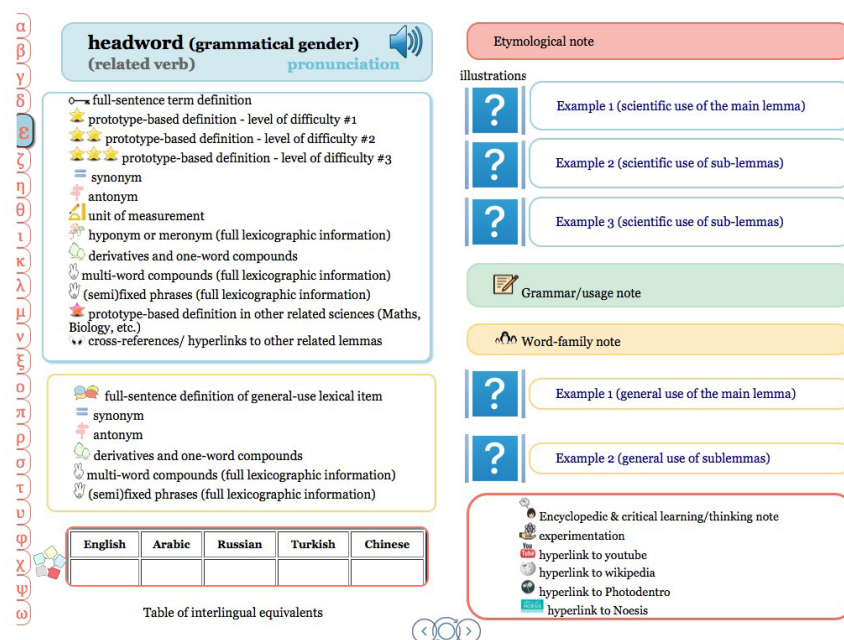 α
β
γ
δ
ε
ζ
η
θ
ι
κ
λ
μ
ν
ξ
ο
π
ρ
σ
τ
υ
φ
χ
ψ
ω
headword (grammatical gender)
(related verb) pronunciation
full-sentence term definition
prototype-based definition - level of difficulty #1
prototype-based definition - level of difficulty #2
prototype-based definition - level of difficulty #3
synonym
antonym
unit of measurement
hyponym or meronym (full lexicographic information)
derivatives and one-word compounds
multi-word compounds (full lexicographic information)
(semi)fixed phrases (full lexicographic information)
prototype-based definition in other related sciences (Maths,
Biology, etc.)
cross-references/ hyperlinks to other related lemmas
full-sentence definition of general-use lexical item
synonym
antonym
derivatives and one-word compounds
multi-word compounds (full lexicographic information)
(semi)fixed phrases (full lexicographic information)
English Arabic Russian Turkish Chinese
Table of interlingual equivalents
Etymological note
illustrations
? Example 1 (scientific use of the main lemma)
? Example 2 (scientific use of sub-lemmas)
? Example 3 (scientific use of sub-lemmas)
Grammar/usage note
Word-family note
? Example 1 (general use of the main lemma)
? Example 2 (general use of sublemmas)
Encyclopedic & critical learning/thinking note
experimentation
You Tube hyperlink to youtube
hyperlink to wikipedia
hyperlink to Photodentro
NOESIS hyperlink to Noesis